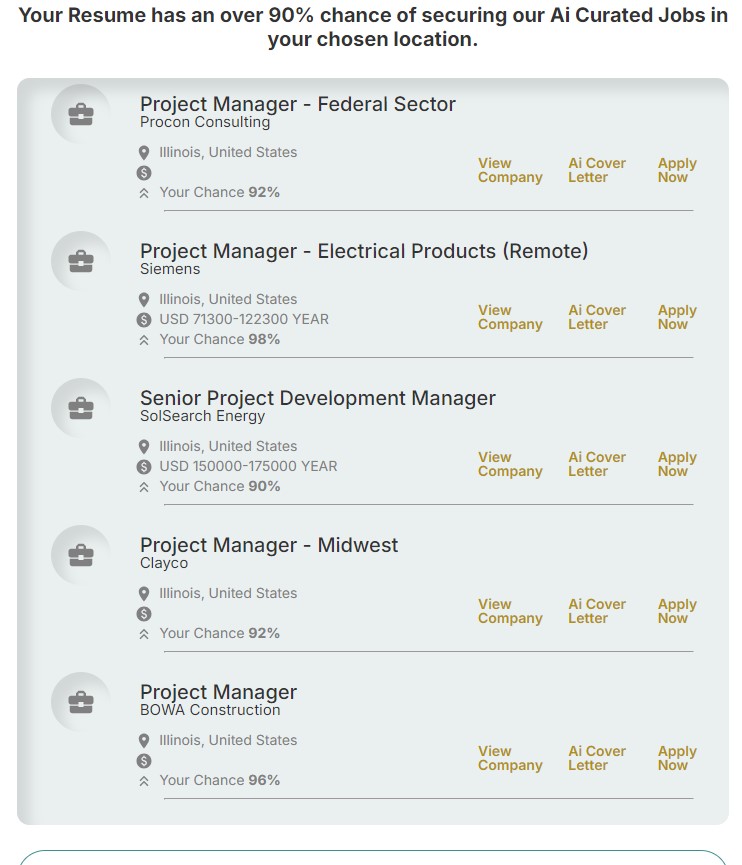 Your Resume has an over 90% chance of securing our Ai Curated Jobs in
your chosen location.
Project Manager - Federal Sector
Procon Consulting
Illinois, United States
Your Chance 92%
View Company
Ai Cover Letter
Apply Now
Project Manager - Electrical Products (Remote)
Siemens
Illinois, United States
USD 71300-122300 YEAR
Your Chance 98%
View Company
Ai Cover Letter
Apply Now
Senior Project Development Manager
SolSearch Energy
Illinois, United States
USD 150000-175000 YEAR
Your Chance 90%
View Company
Ai Cover Letter
Apply Now
Project Manager - Midwest
Clayco
Illinois, United States
Your Chance 92%
View Company
Ai Cover Letter
Apply Now
Project Manager
BOWA Construction
Illinois, United States
Your Chance 96%
View Company
Ai Cover Letter
Apply Now